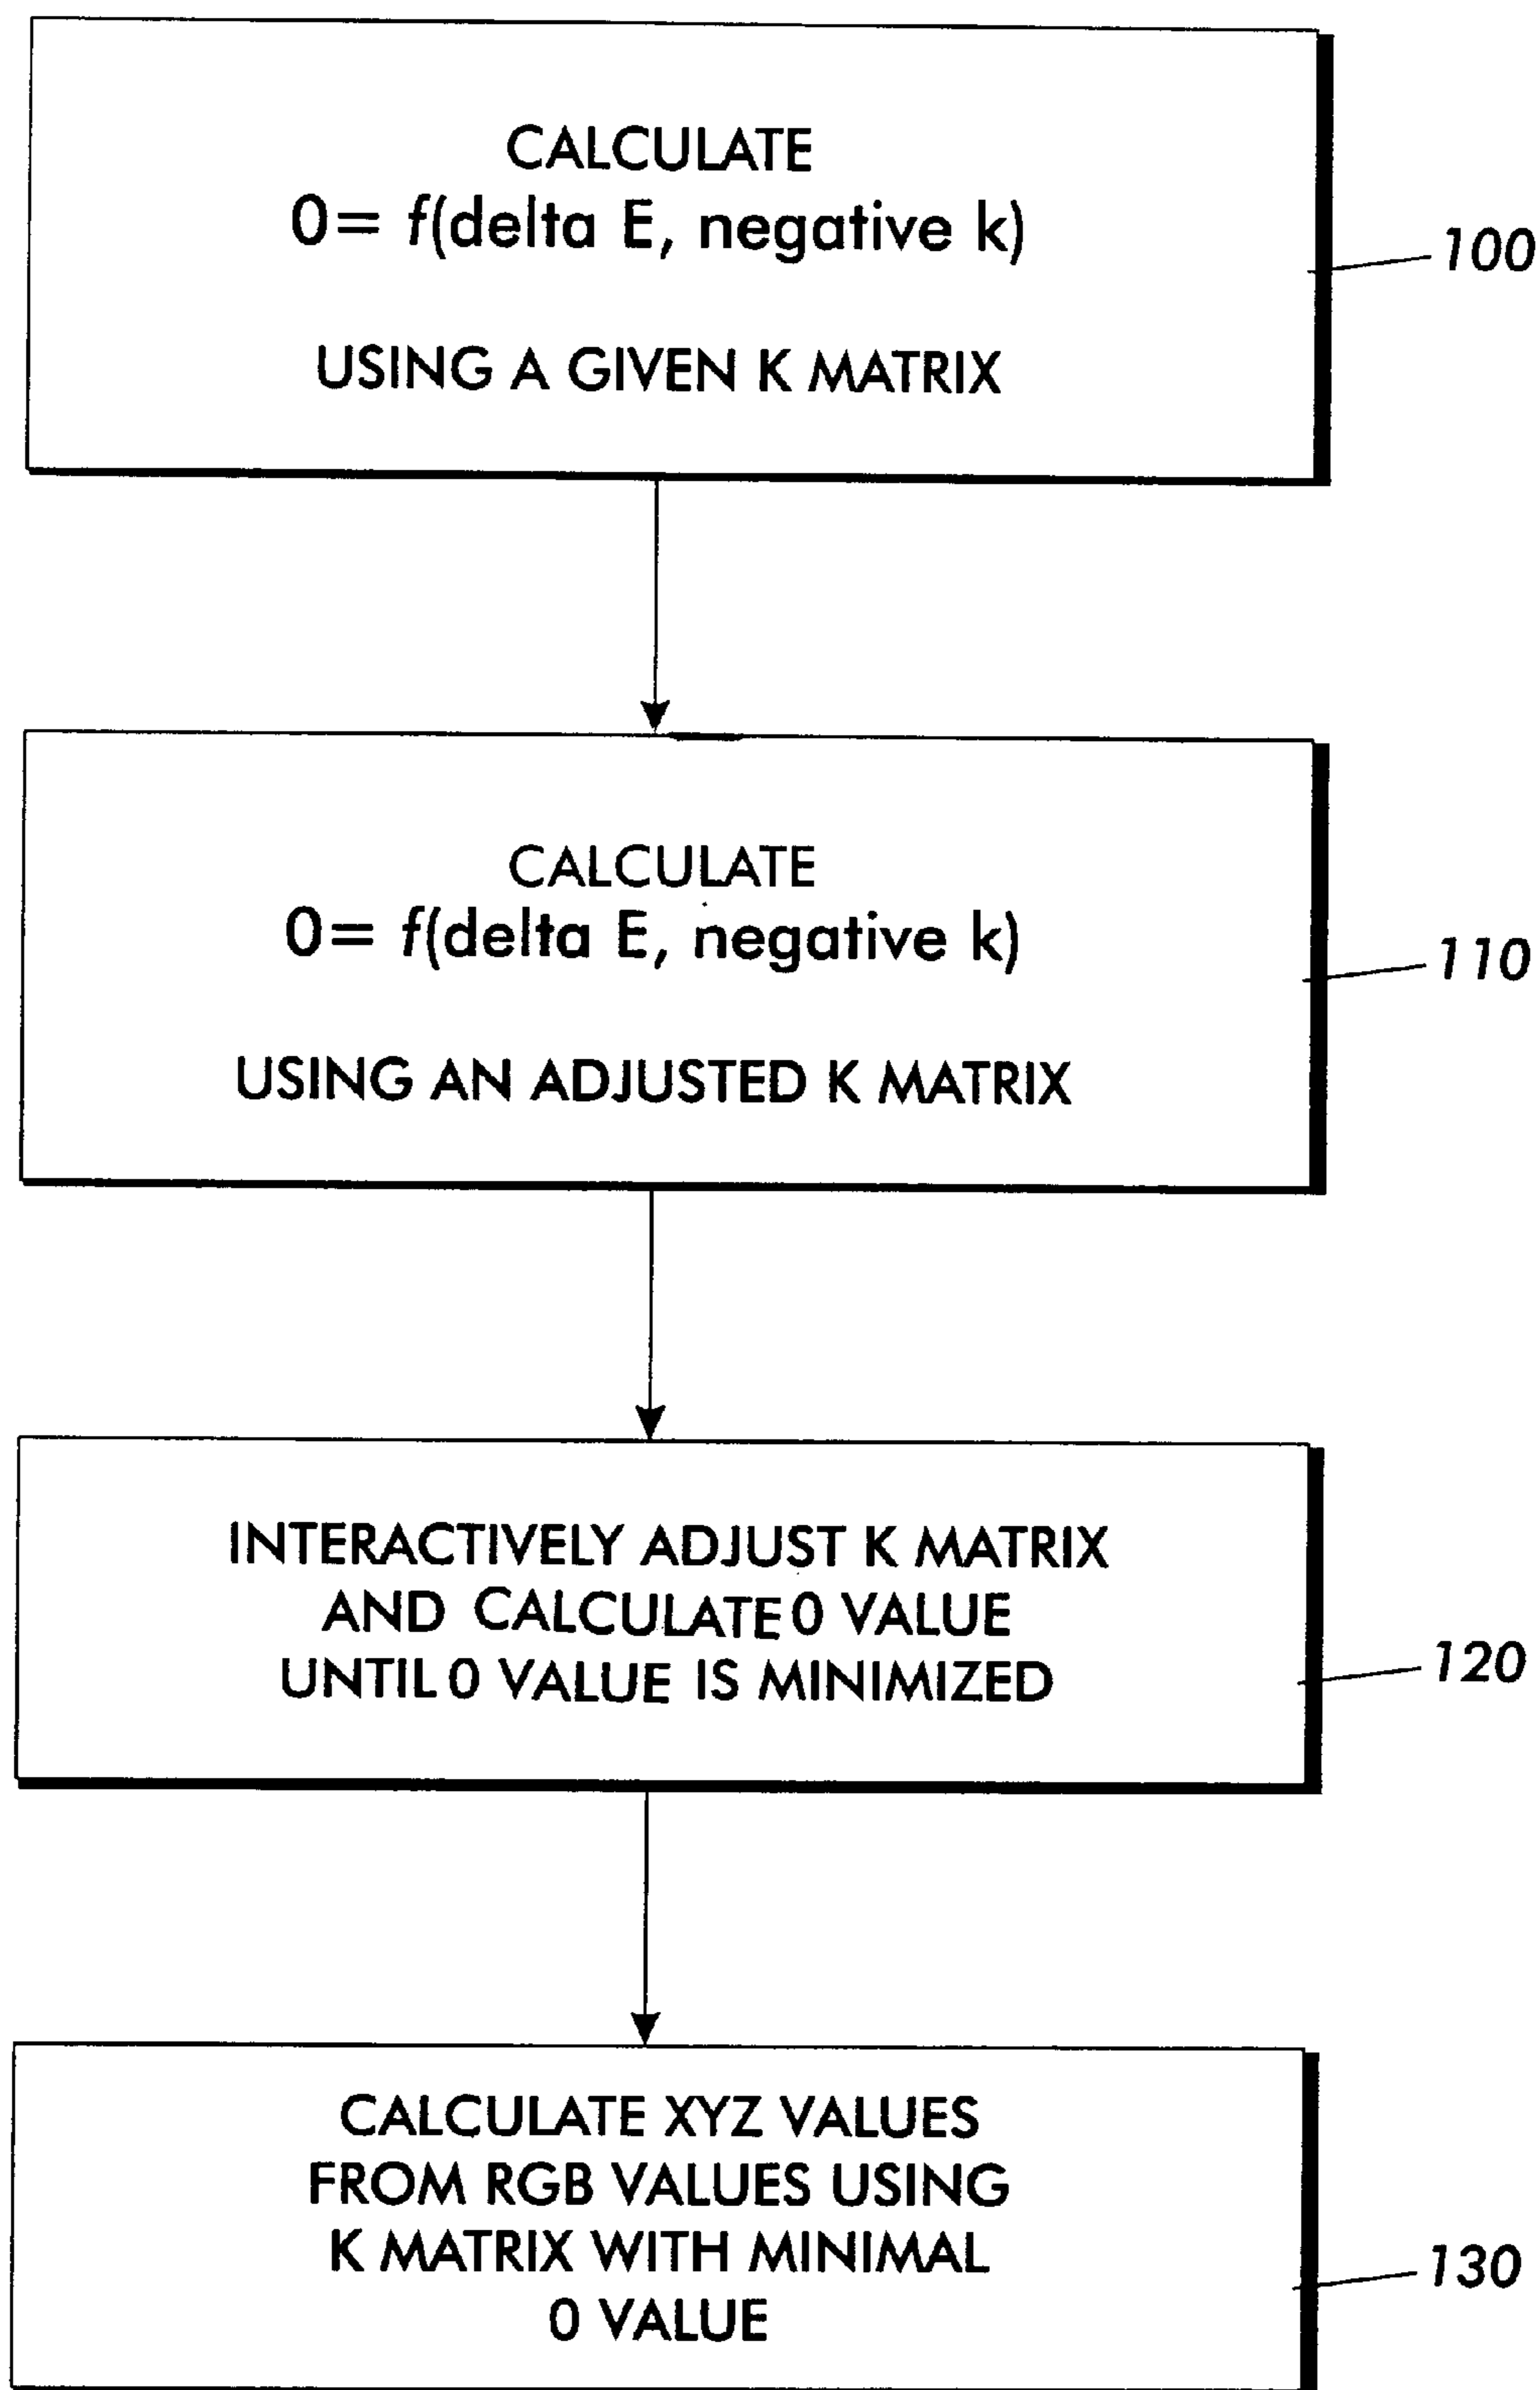 CALCULATE
0= f(delta E, negative k)
USING A GIVEN K MATRIX
100
CALCULATE
0= f(delta E, negative k)
USING AN ADJUSTED K MATRIX
110
INTERACTIVELY ADJUST K MATRIX
AND CALCULATE 0 VALUE
UNTIL 0 VALUE IS MINIMIZED
120
CALCULATE XYZ VALUES
FROM RGB VALUES USING
K MATRIX WITH MINIMAL
0 VALUE
130